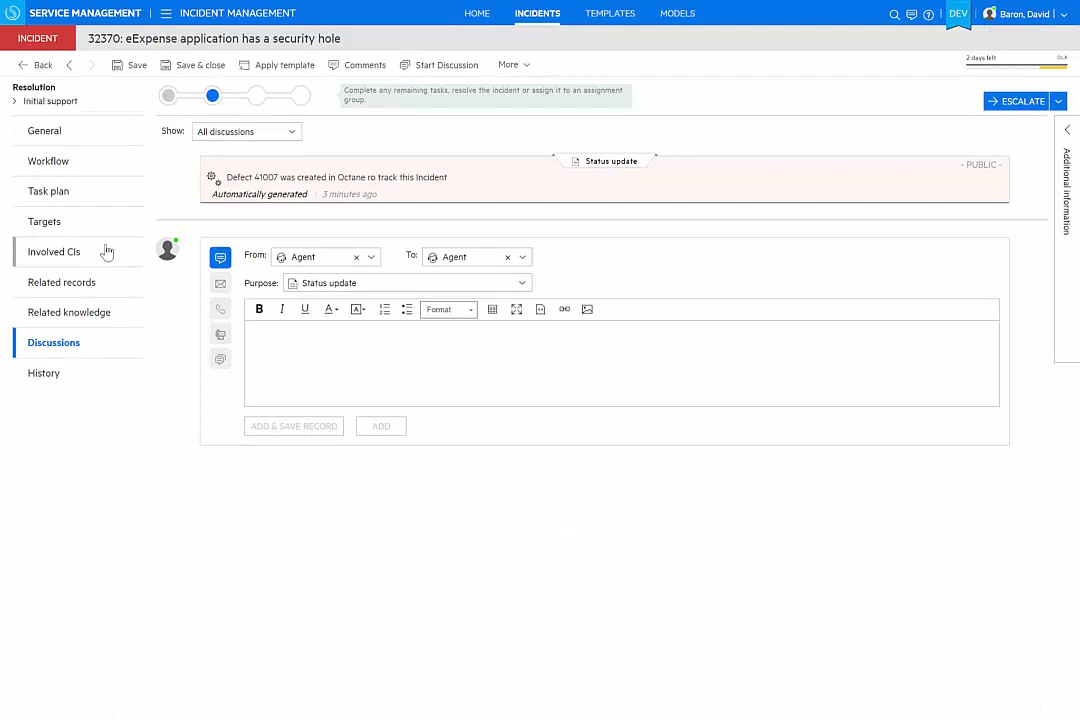 SERVICE MANAGEMENT
INCIDENT MANAGEMENT
HOME
INCIDENTS
TEMPLATES
MODELS
DEV
Baron, David
INCIDENT
32370: eExpense application has a security hole
Back
Save
Save & close
Apply template
Comments
Start Discussion
More
2 days left
OLA
Resolution
Initial support
Complete any remaining tasks, resolve the incident or assign it to an assignment
group.
ESCALATE
General
Workflow
Task plan
Targets
Involved CIs
Related records
Related knowledge
Discussions
History
Show:
All discussions
Status update
- PUBLIC -
Defect 41007 was created in Octane ro track this Incident
Automatically generated
3 minutes ago
From:
Agent
To:
Agent
Purpose:
Status update
B I U A A
Format
ADD & SAVE RECORD
ADD
Additional information